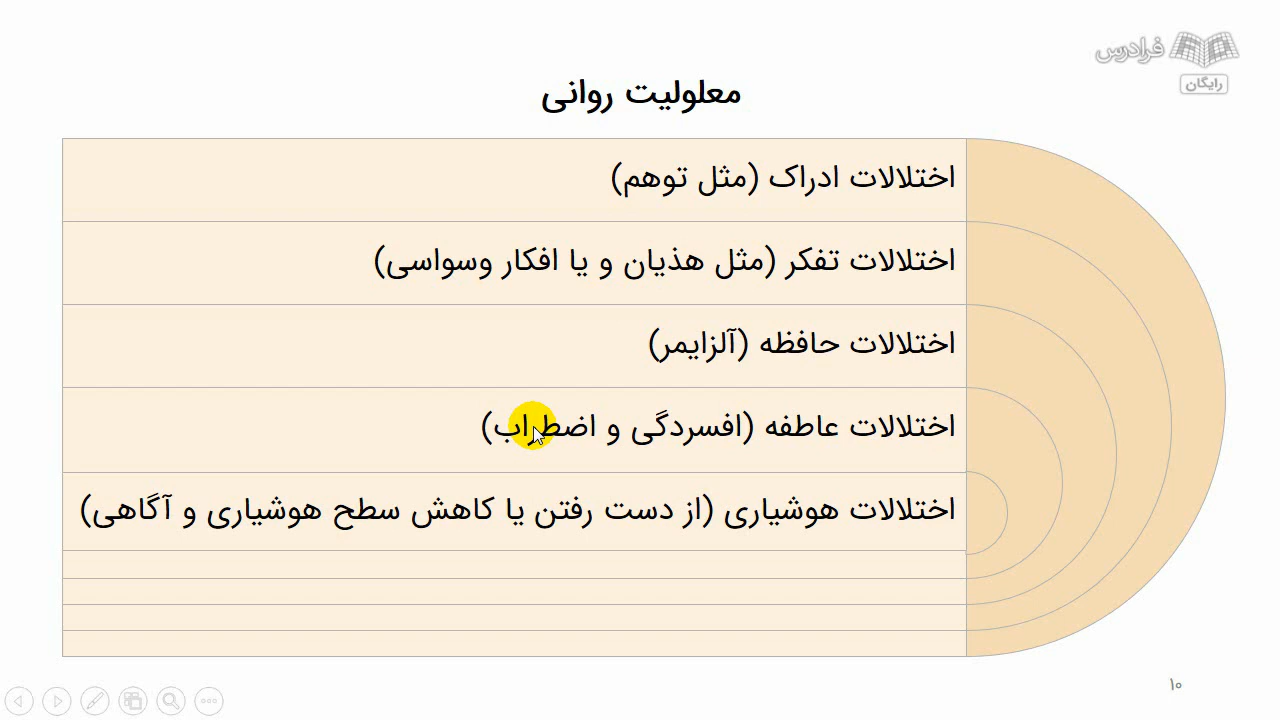 فرادرس
رایگان
معلولیت روانی
اختلالات ادراک (مثل توهم)
اختلالات تفکر (مثل هذیان و یا افکار وسواسی)
اختلالات حافظه (آلزایمر)
اختلالات عاطفه (افسردگی و اضطراب)
اختلالات هوشیاری (از دست رفتن یا کاهش سطح هوشیاری و آگاهی)
۱۰